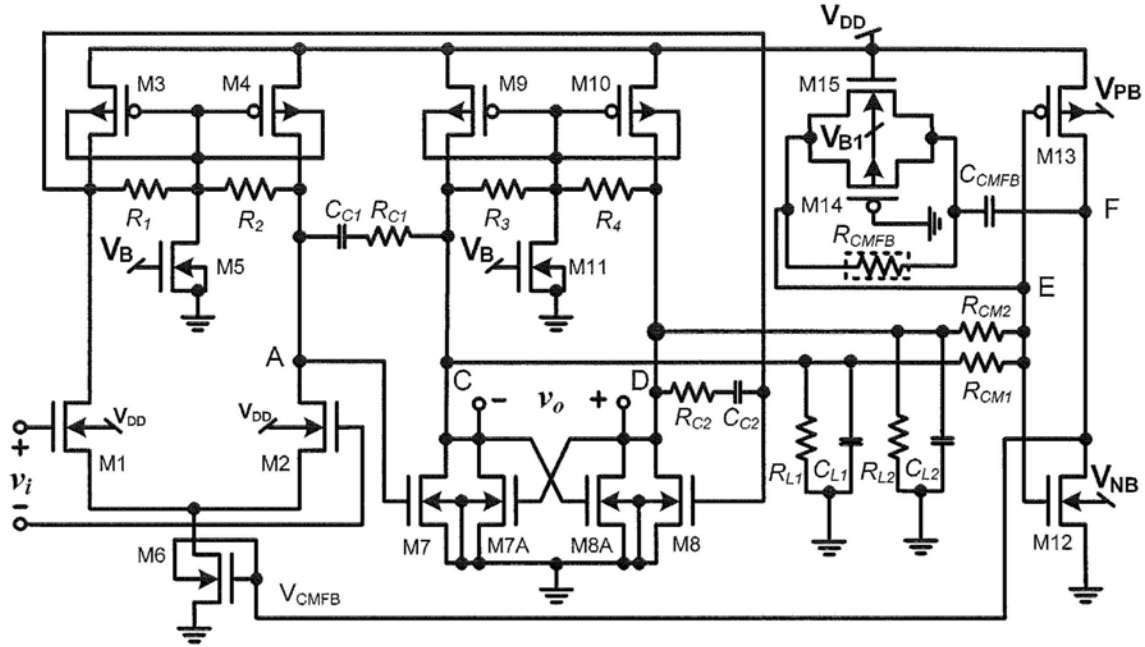 V_DD
M3
M4
M9
M10
M15
V_PB
V_B1
M13
C_CMFB
M14
F
R_1
R_2
C_C1
R_C1
R_3
R_4
R_CMFB
V_B
M5
V_B
M11
E
R_CM2
A
C
D
R_CM1
V_DD
V_DD
- v_o +
R_C2
C_C2
+
M1
M2
v_i
R_L1
C_L1
R_L2
C_L2
V_NB
-
M7
M7A
M8A
M8
M12
M6
V_CMFB